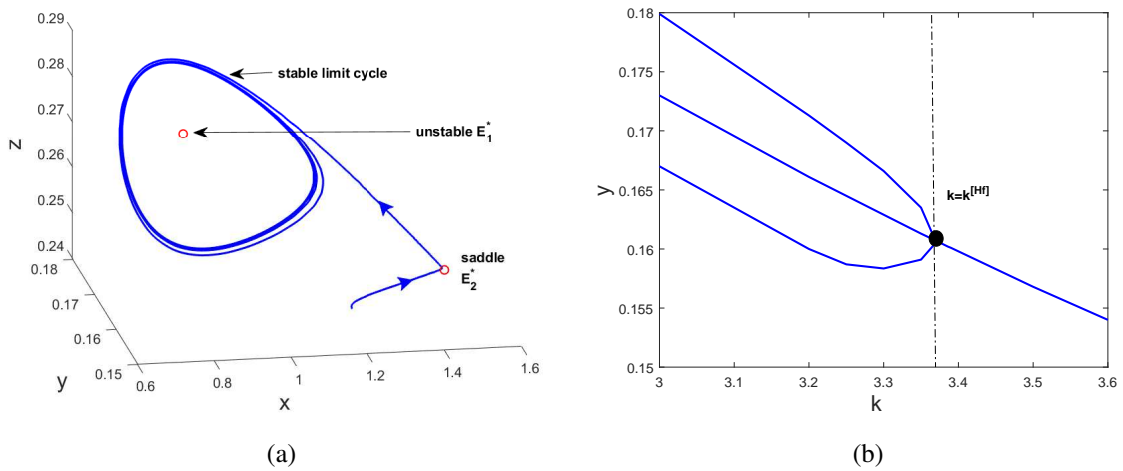 0.29
0.28
0.27
0.26
0.25
0.24
z
0.18
0.17
0.16
0.15
y
0.6
0.8
1
1.2
1.4
1.6
x
stable limit cycle
unstable E*1
saddle
E*2
(a)
0.18
0.175
0.17
0.165
0.16
0.155
0.15
y
3
3.1
3.2
3.3
3.4
3.5
3.6
k
k=k[Hf]
(b)